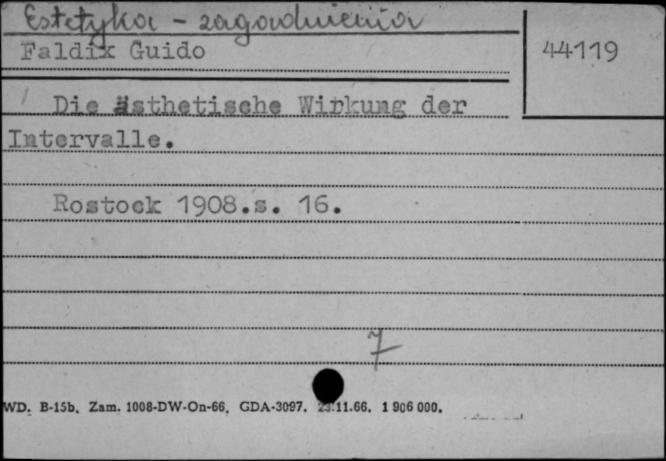 Estetyka - zagadnienia
Faldix Guido
44119
Die ästhetische Wirkung der
Intervalle.
Rostock 1908.s. 16.
7
WD. B-15b. Zam. 1008-DW-On-66. GDA-3097. 23.11.66. 1 906 000.